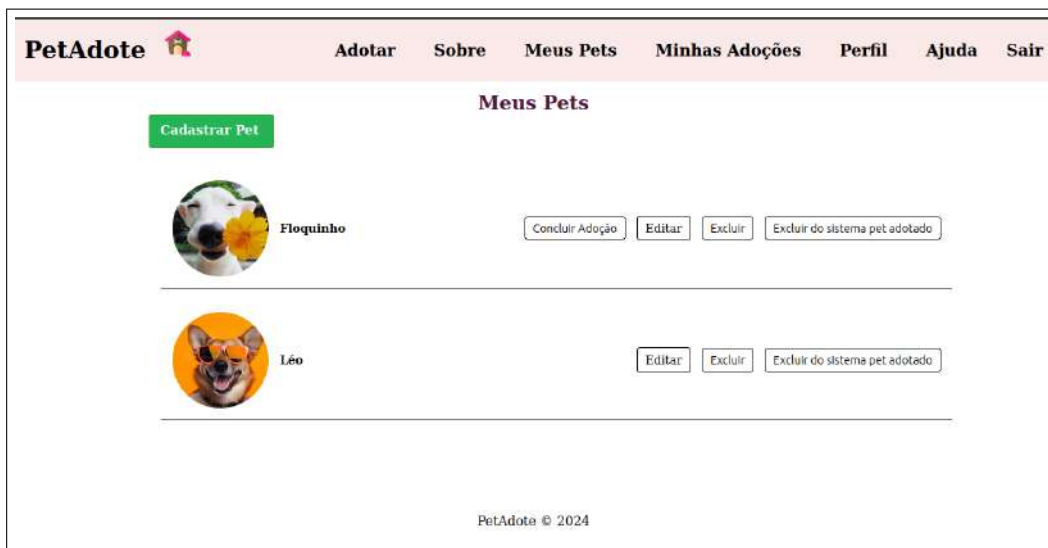 PetAdote Adotar Sobre Meus Pets Minhas Adoções Perfil Ajuda Sair
Meus Pets
Cadastrar Pet
Floquinho Concluir Adoção Editar Excluir Excluir do sistema pet adotado
Léo Editar Excluir Excluir do sistema pet adotado
PetAdote © 2024